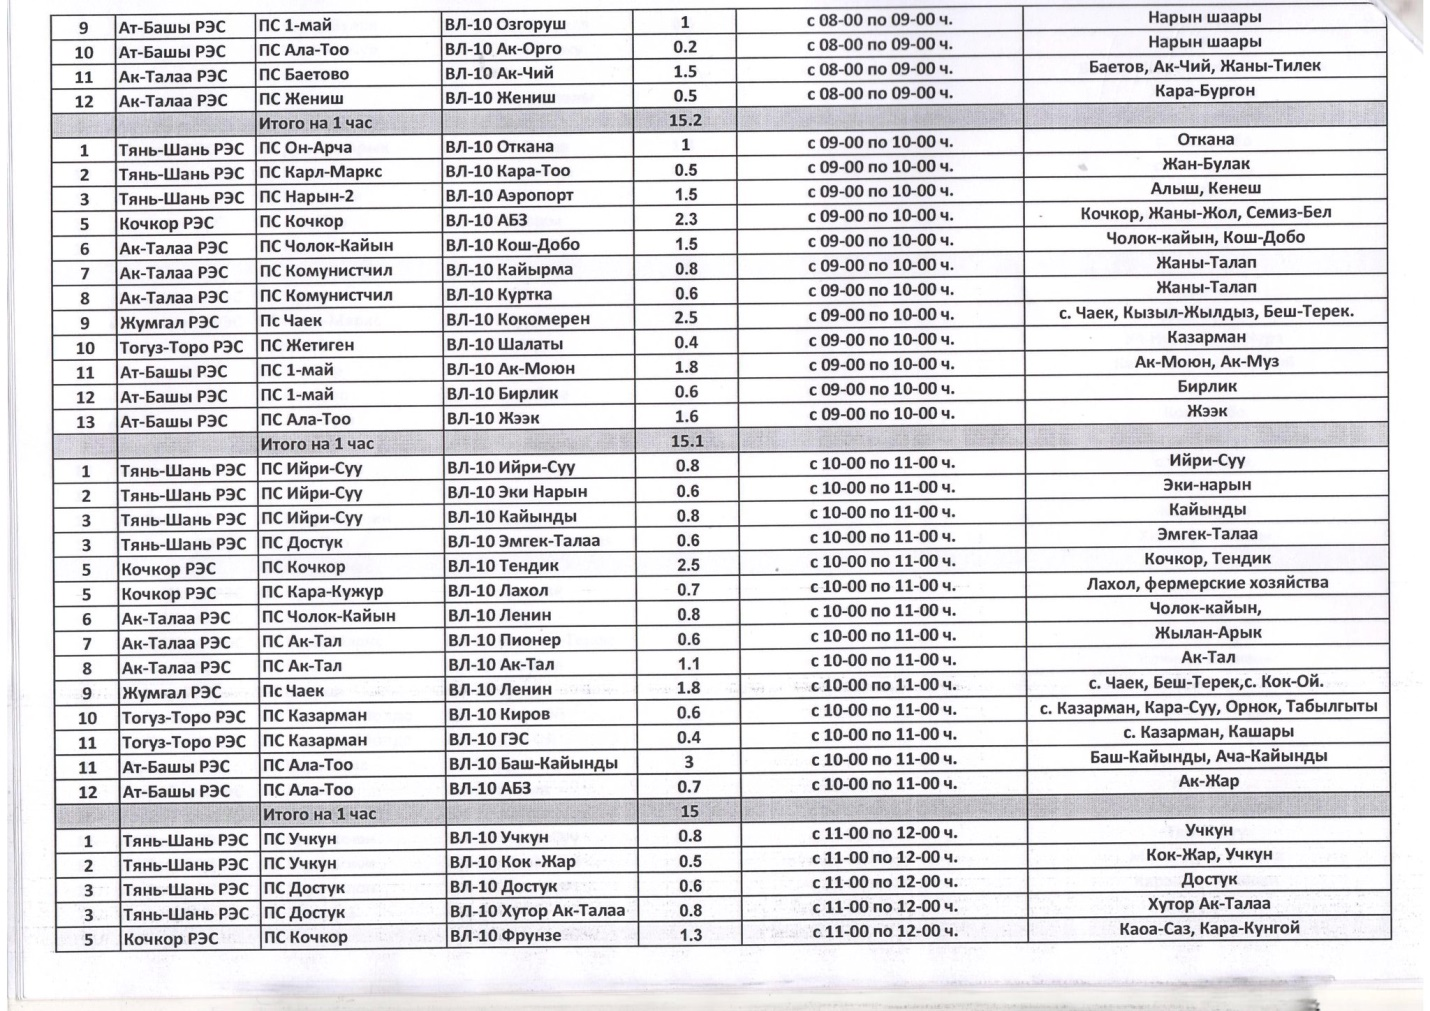 9 Ат-Башы РЭС ПС 1-май ВЛ-10 Озгоруш 1 с 08-00 по 09-00 ч. Нарын шаары
10 Ат-Башы РЭС ПС Ала-Тоо ВЛ-10 Ак-Орго 0.2 с 08-00 по 09-00 ч. Нарын шаары
11 Ак-Талаа РЭС ПС Баетово ВЛ-10 Ак-Чий 1.5 с 08-00 по 09-00 ч. Баетов, Ак-Чий, Жаны-Тилек
12 Ак-Талаа РЭС ПС Жениш ВЛ-10 Жениш 0.5 с 08-00 по 09-00 ч. Кара-Бургон
Итого на 1 час 15.2
1 Тянь-Шань РЭС ПС Он-Арча ВЛ-10 Откана 1 с 09-00 по 10-00 ч. Откана
2 Тянь-Шань РЭС ПС Карл-Маркс ВЛ-10 Кара-Тоо 0.5 с 09-00 по 10-00 ч. Жан-Булак
3 Тянь-Шань РЭС ПС Нарын-2 ВЛ-10 Аэропорт 1.5 с 09-00 по 10-00 ч. Алыш, Кенеш
5 Кочкор РЭС ПС Кочкор ВЛ-10 АБЗ 2.3 с 09-00 по 10-00 ч. Кочкор, Жаны-Жол, Семиз-Бел
6 Ак-Талаа РЭС ПС Чолок-Кайын ВЛ-10 Кош-Добо 1.5 с 09-00 по 10-00 ч. Чолок-кайын, Кош-Добо
7 Ак-Талаа РЭС ПС Комунистчил ВЛ-10 Кайырма 0.8 с 09-00 по 10-00 ч. Жаны-Талап
8 Ак-Талаа РЭС ПС Комунистчил ВЛ-10 Куртка 0.6 с 09-00 по 10-00 ч. Жаны-Талап
9 Жумгал РЭС Пс Чаек ВЛ-10 Кокомерен 2.5 с 09-00 по 10-00 ч. с. Чаек, Кызыл-Жылдыз, Беш-Терек.
10 Тогуз-Торо РЭС ПС Жетиген ВЛ-10 Шалаты 0.4 с 09-00 по 10-00 ч. Казарман
11 Ат-Башы РЭС ПС 1-май ВЛ-10 Ак-Моюн 1.8 с 09-00 по 10-00 ч. Ак-Моюн, Ак-Муз
12 Ат-Башы РЭС ПС 1-май ВЛ-10 Бирлик 0.6 с 09-00 по 10-00 ч. Бирлик
13 Ат-Башы РЭС ПС Ала-Тоо ВЛ-10 Жээк 1.6 с 09-00 по 10-00 ч. Жээк
Итого на 1 час 15.1
1 Тянь-Шань РЭС ПС Ийри-Суу ВЛ-10 Ийри-Суу 0.8 с 10-00 по 11-00 ч. Ийри-Суу
2 Тянь-Шань РЭС ПС Ийри-Суу ВЛ-10 Эки Нарын 0.6 с 10-00 по 11-00 ч. Эки-нарын
3 Тянь-Шань РЭС ПС Ийри-Суу ВЛ-10 Кайынды 0.8 с 10-00 по 11-00 ч. Кайынды
3 Тянь-Шань РЭС ПС Достук ВЛ-10 Эмгек-Талаа 0.6 с 10-00 по 11-00 ч. Эмгек-Талаа
5 Кочкор РЭС ПС Кочкор ВЛ-10 Тендик 2.5 с 10-00 по 11-00 ч. Кочкор, Тендик
5 Кочкор РЭС ПС Кара-Кужур ВЛ-10 Лахол 0.7 с 10-00 по 11-00 ч. Лахол, фермерские хозяйства
6 Ак-Талаа РЭС ПС Чолок-Кайын ВЛ-10 Ленин 0.8 с 10-00 по 11-00 ч. Чолок-кайын,
7 Ак-Талаа РЭС ПС Ак-Тал ВЛ-10 Пионер 0.6 с 10-00 по 11-00 ч. Жылан-Арык
8 Ак-Талаа РЭС ПС Ак-Тал ВЛ-10 Ак-Тал 1.1 с 10-00 по 11-00 ч. Ак-Тал
9 Жумгал РЭС Пс Чаек ВЛ-10 Ленин 1.8 с 10-00 по 11-00 ч. с. Чаек, Беш-Терек,с. Кок-Ой.
10 Тогуз-Торо РЭС ПС Казарман ВЛ-10 Киров 0.6 с 10-00 по 11-00 ч. с. Казарман, Кара-Суу, Орнок, Табылгыты
11 Тогуз-Торо РЭС ПС Казарман ВЛ-10 ГЭС 0.4 с 10-00 по 11-00 ч. с. Казарман, Кашары
11 Ат-Башы РЭС ПС Ала-Тоо ВЛ-10 Баш-Кайынды 3 с 10-00 по 11-00 ч. Баш-Кайынды, Ача-Кайынды
12 Ат-Башы РЭС ПС Ала-Тоо ВЛ-10 АБЗ 0.7 с 10-00 по 11-00 ч. Ак-Жар
Итого на 1 час 15
1 Тянь-Шань РЭС ПС Учкун ВЛ-10 Учкун 0.8 с 11-00 по 12-00 ч. Учкун
2 Тянь-Шань РЭС ПС Учкун ВЛ-10 Кок -Жар 0.5 с 11-00 по 12-00 ч. Кок-Жар, Учкун
3 Тянь-Шань РЭС ПС Достук ВЛ-10 Достук 0.6 с 11-00 по 12-00 ч. Достук
3 Тянь-Шань РЭС ПС Достук ВЛ-10 Хутор Ак-Талаа 0.8 с 11-00 по 12-00 ч. Хутор Ак-Талаа
5 Кочкор РЭС ПС Кочкор ВЛ-10 Фрунзе 1.3 с 11-00 по 12-00 ч. Каоа-Саз, Кара-Кунгой